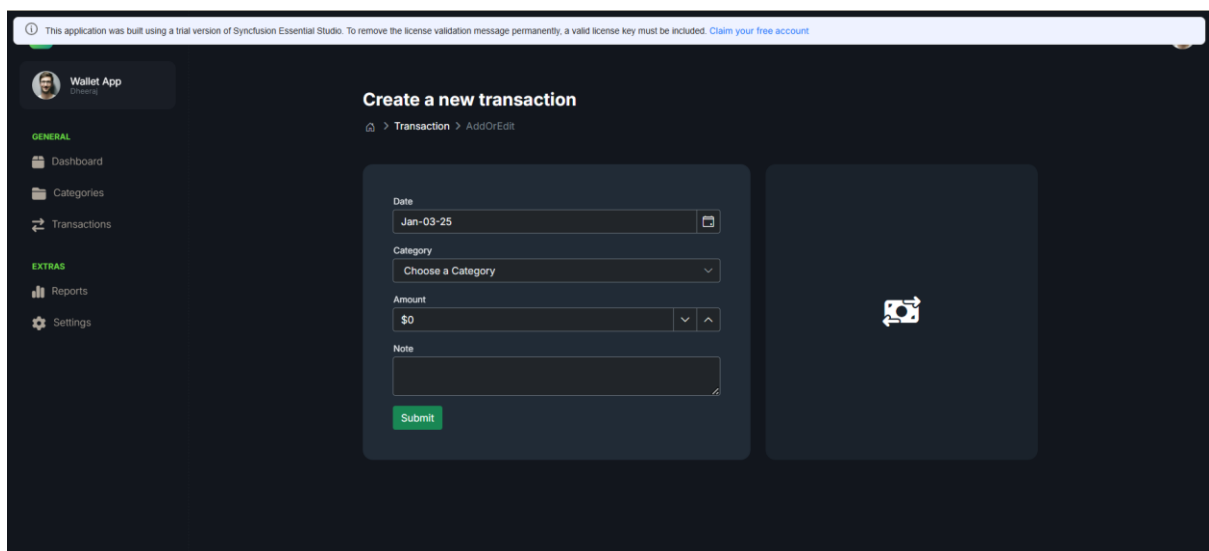 This application was built using a trial version of Syncfusion Essential Studio. To remove the license validation message permanently, a valid license key must be included. Claim your free account
Wallet App
Dheeraj
GENERAL
Dashboard
Categories
Transactions
EXTRAS
Reports
Settings
Create a new transaction
Transaction > AddOrEdit
Date
Jan-03-25
Category
Choose a Category
Amount
$0
Note
Submit